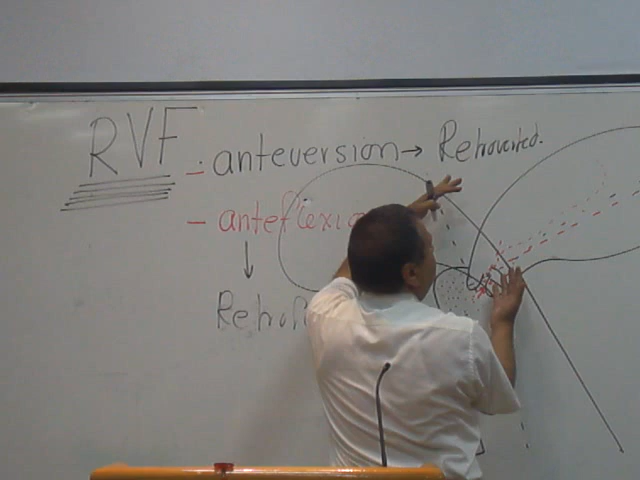 RVF
- anteversion → Retroverted.
- anteflexio
↓
Retrofl